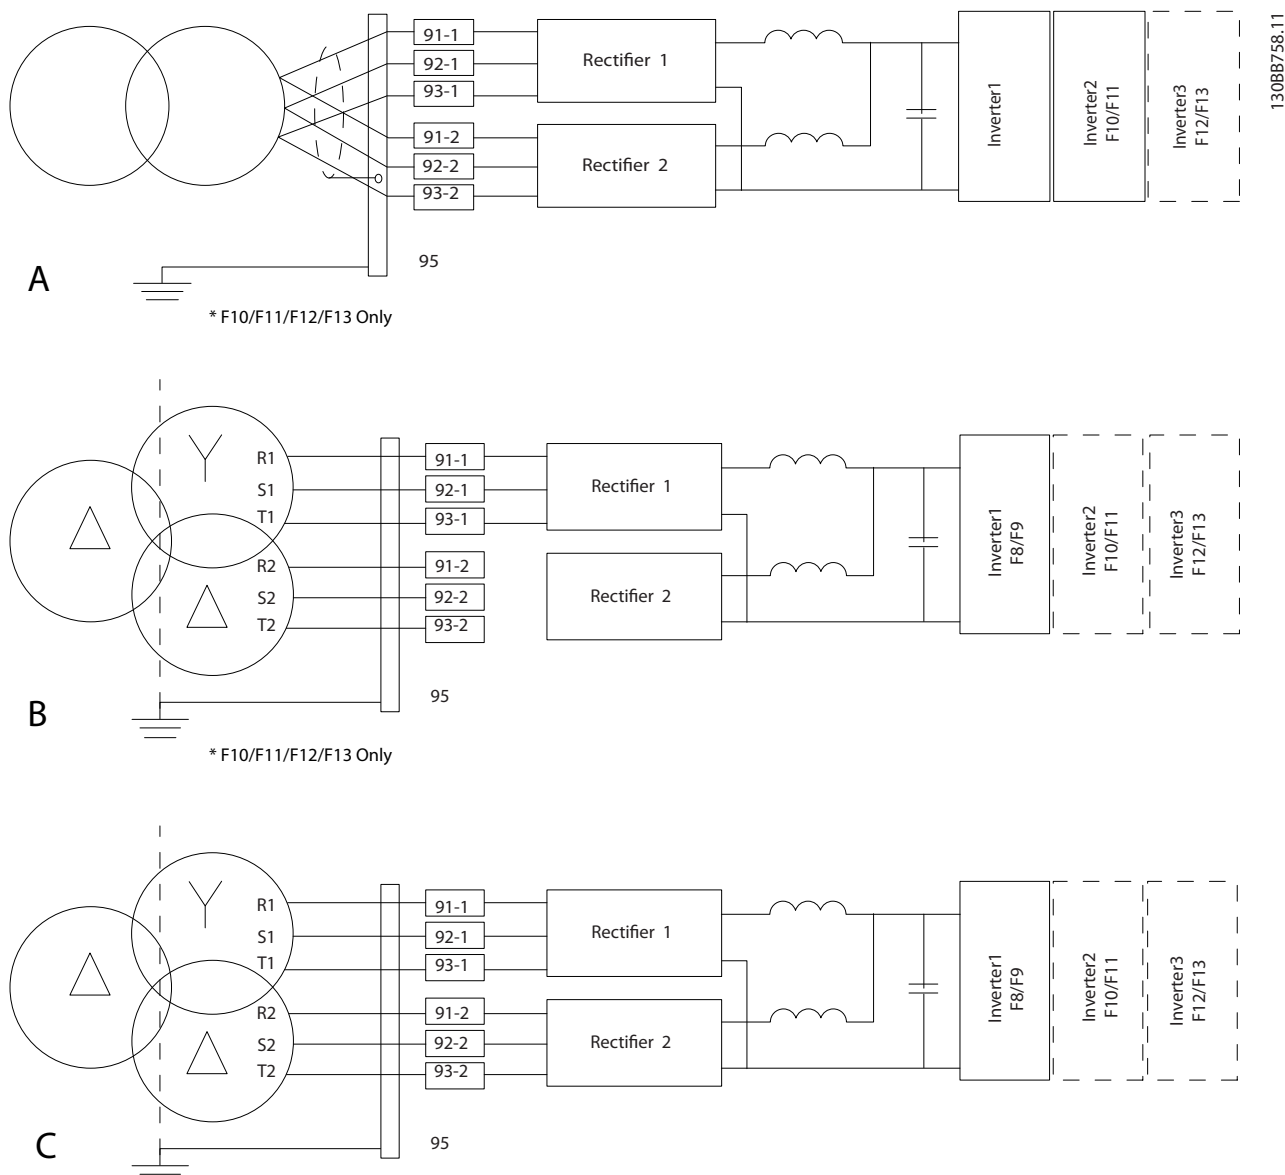 130BB758.11
91-1
92-1
93-1
91-2
92-2
93-2
Rectifier 1
Rectifier 2
Inverter1
Inverter2
F10/F11
Inverter3
F12/F13
95
A
* F10/F11/F12/F13 Only
R1
S1
T1
R2
S2
T2
91-1
92-1
93-1
91-2
92-2
93-2
Rectifier 1
Rectifier 2
Inverter1
F8/F9
Inverter2
F10/F11
Inverter3
F12/F13
95
B
* F10/F11/F12/F13 Only
R1
S1
T1
R2
S2
T2
91-1
92-1
93-1
91-2
92-2
93-2
Rectifier 1
Rectifier 2
Inverter1
F8/F9
Inverter2
F10/F11
Inverter3
F12/F13
95
C